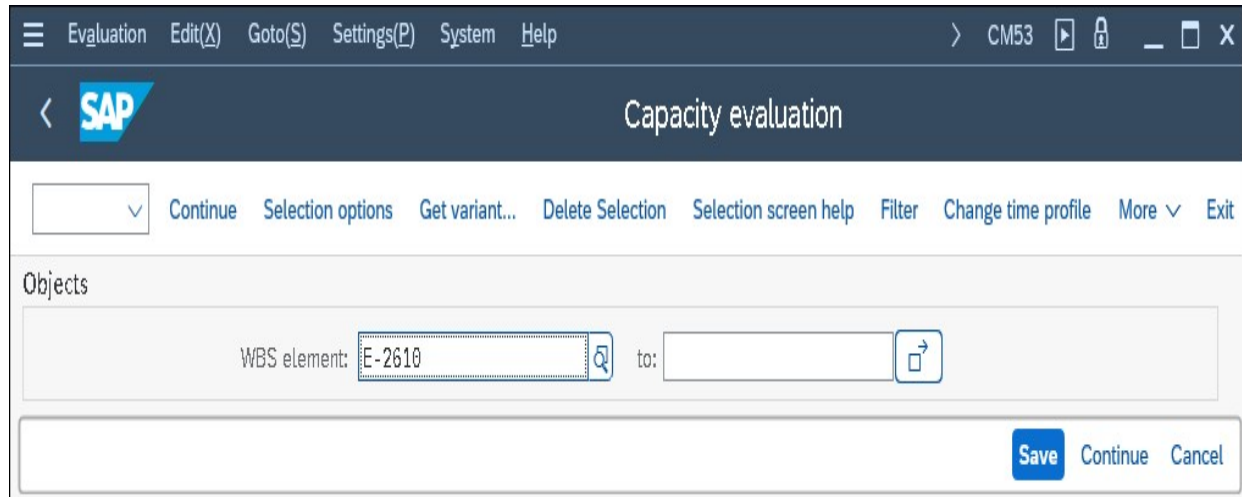 Evaluation Edit(X) Goto(S) Settings(P) System Help CM53
SAP Capacity evaluation
Continue Selection options Get variant... Delete Selection Selection screen help Filter Change time profile More Exit
Objects
WBS element: E-2610 to:
Save Continue Cancel